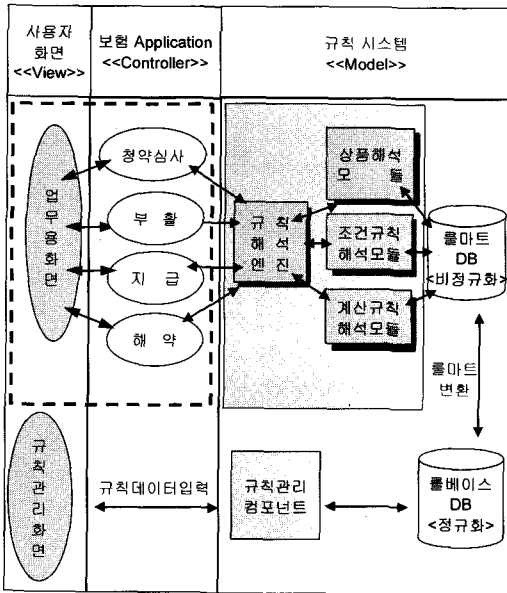 사용자
화면
<<View>>
보험 Application
<<Controller>>
규칙 시스템
<<Model>>
업무용화면
청약심사
부 활
지 급
해 약
규 칙
해 석
엔 진
상품해석
모 듈
조건규칙
해석모듈
계산규칙
해석모듈
룰마트
DB
<비정규화>
룰마트
변환
규칙관리화면
규칙데이터입력
규칙관리
컴포넌트
룰베이스
DB
<정규화>